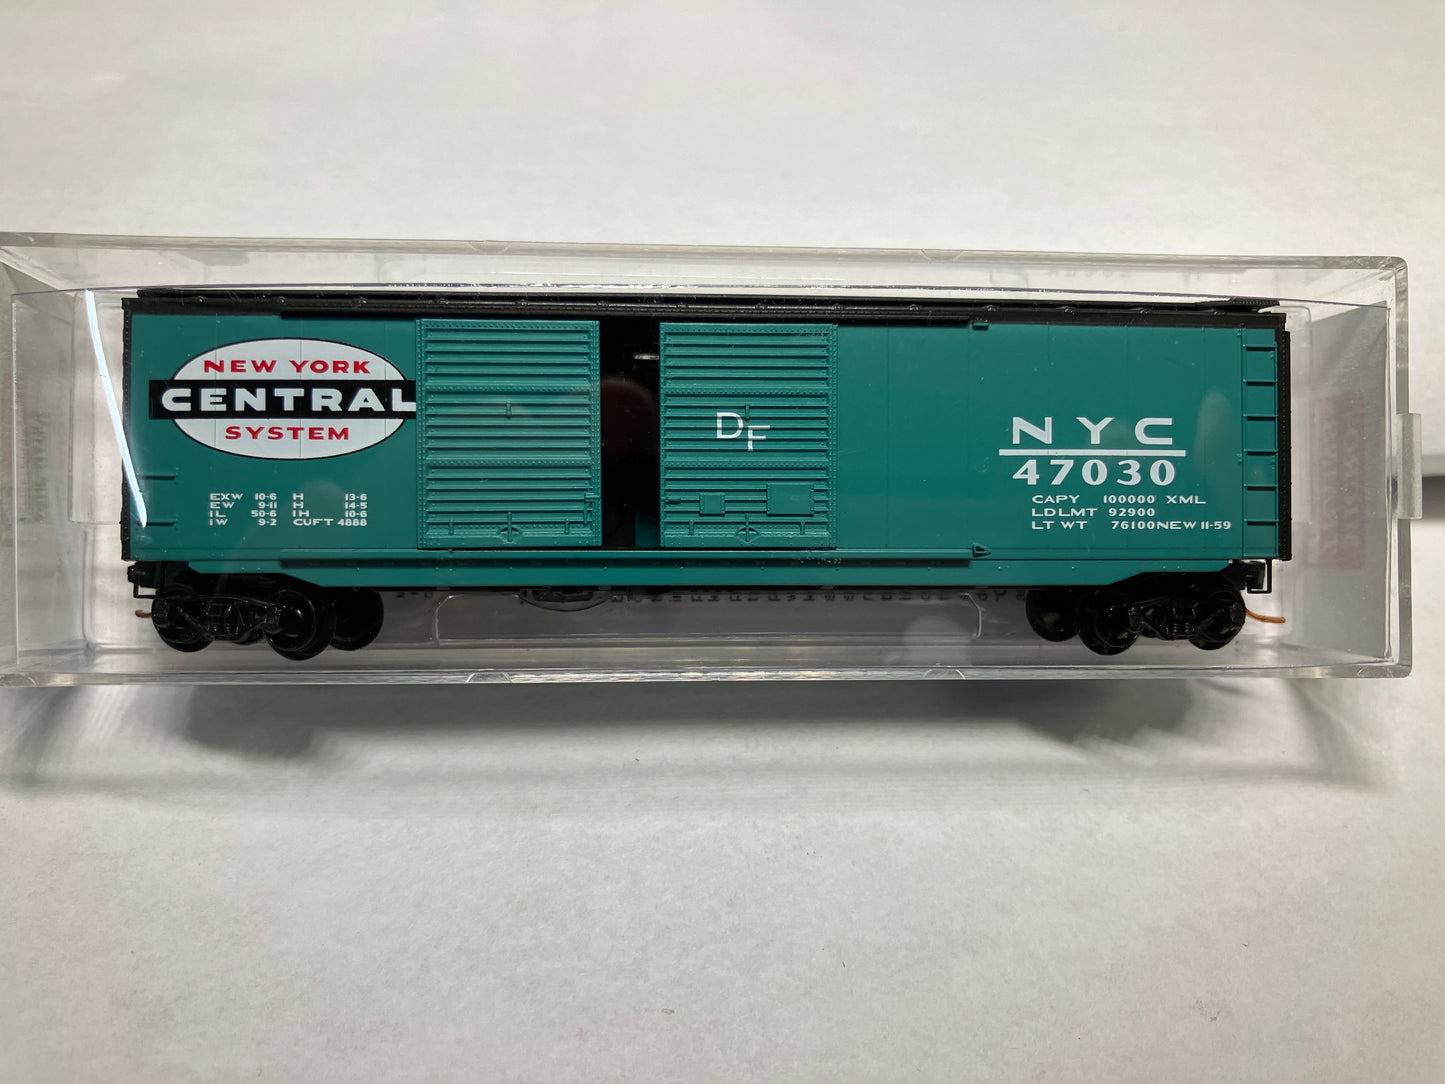 NEW YORK
CENTRAL
SYSTEM
EXW 10-6 H 13-6
EW 9-11 H 14-5
IL 50-6 IH 10-6
IW 9-2 CUFT 4888
DF
NYC
47030
CAPY 100000 XML
LDLMT 92900
LT WT 76100 NEW 11-59